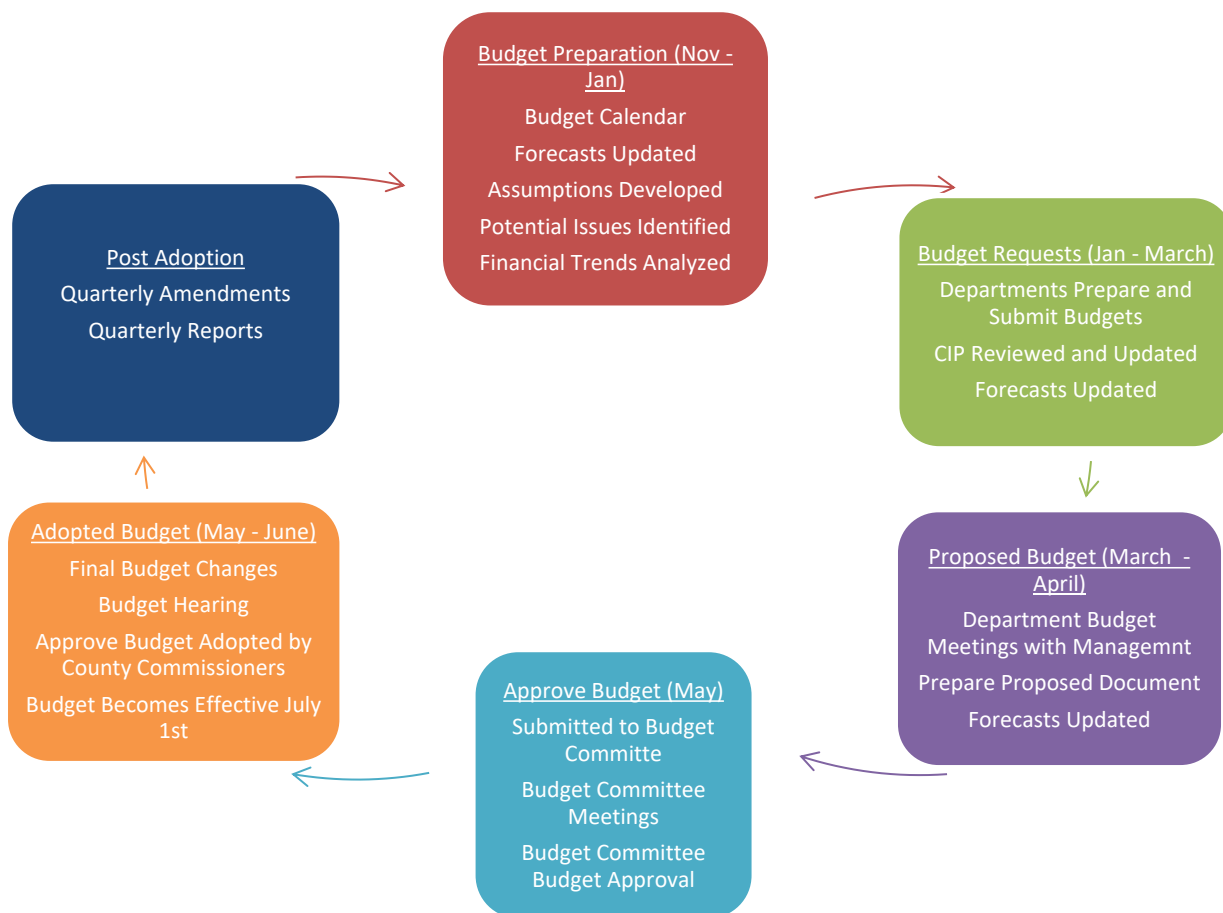 Budget Preparation (Nov -
Jan)
Budget Calendar
Forecasts Updated
Assumptions Developed
Potential Issues Identified
Financial Trends Analyzed
Budget Requests (Jan - March)
Departments Prepare and
Submit Budgets
CIP Reviewed and Updated
Forecasts Updated
Proposed Budget (March -
April)
Department Budget
Meetings with Managemnt
Prepare Proposed Document
Forecasts Updated
Approve Budget (May)
Submitted to Budget
Committe
Budget Committee
Meetings
Budget Committee
Budget Approval
Adopted Budget (May - June)
Final Budget Changes
Budget Hearing
Approve Budget Adopted by
County Commissioners
Budget Becomes Effective July
1st
Post Adoption
Quarterly Amendments
Quarterly Reports